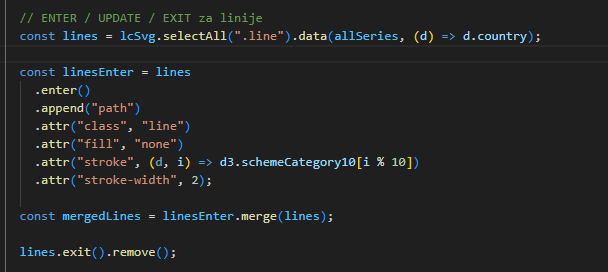 // ENTER / UPDATE / EXIT za linije
const lines = lcSvg.selectAll(".line").data(allSeries, (d) => d.country);
const linesEnter = lines
.enter()
.append("path")
.attr("class", "line")
.attr("fill", "none")
.attr("stroke", (d, i) => d3.schemeCategory10[i % 10])
.attr("stroke-width", 2);
const mergedLines = linesEnter.merge(lines);
lines.exit().remove();